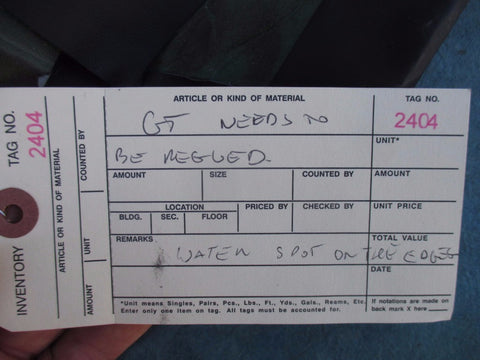 ARTICLE OR KIND OF MATERIAL
TAG NO.
GT NEEDS TO
2404
UNIT*
BE REGUED.
AMOUNT
SIZE
COUNTED BY
AMOUNT
LOCATION
PRICED BY
CHECKED BY
UNIT PRICE
BLDG.
SEC.
FLOOR
REMARKS
TOTAL VALUE
WATER SPOT ON THE EDGES
DATE
*Unit means Singles, Pairs, Pcs., Lbs., Ft., Yds., Gals., Reams, Etc.
Enter only one item on tag. All tags must be accounted for.
If notations are made on
back mark X here
INVENTORY
TAG NO.
2404
ARTICLE OR KIND OF MATERIAL
AMOUNT
UNIT
COUNTED BY